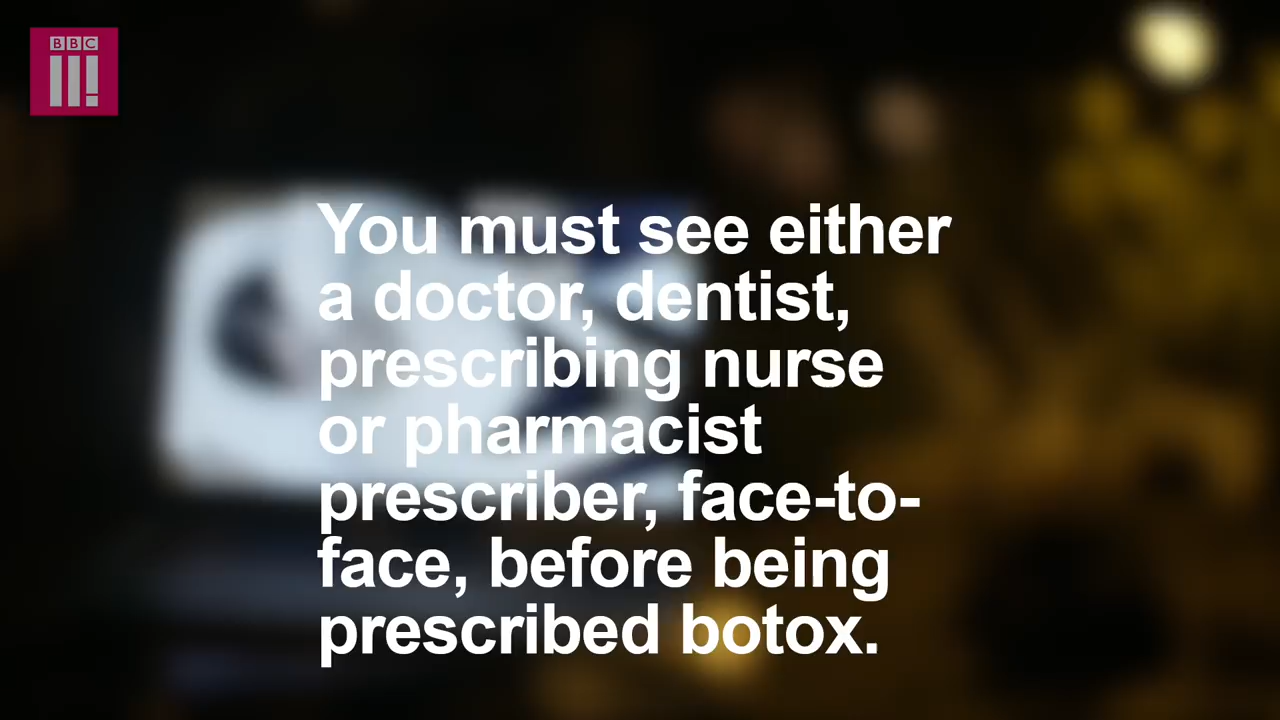 BBC
III!
You must see either
a doctor, dentist,
prescribing nurse
or pharmacist
prescriber, face-to-
face, before being
prescribed botox.